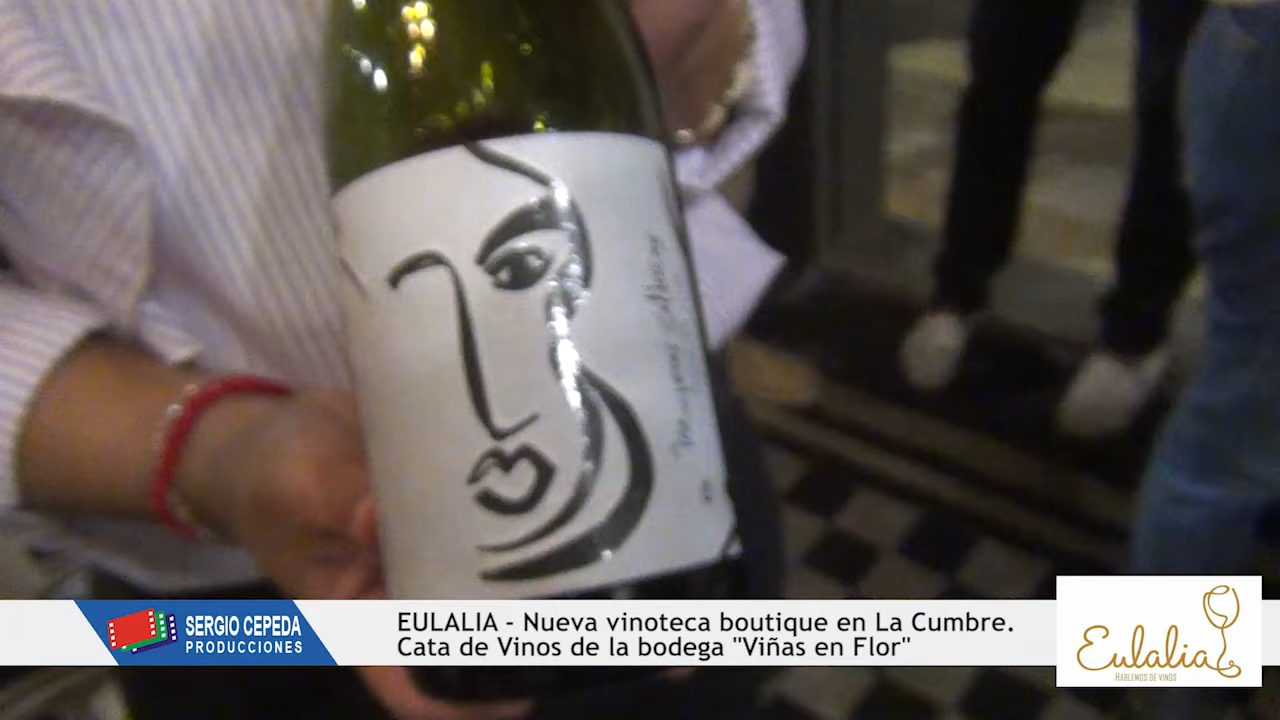 SERGIO CEPEDA
PRODUCCIONES
EULALIA - Nueva vinoteca boutique en La Cumbre.
Cata de Vinos de la bodega "Viñas en Flor"
Eulalia
HABLEMOS DE VINOS